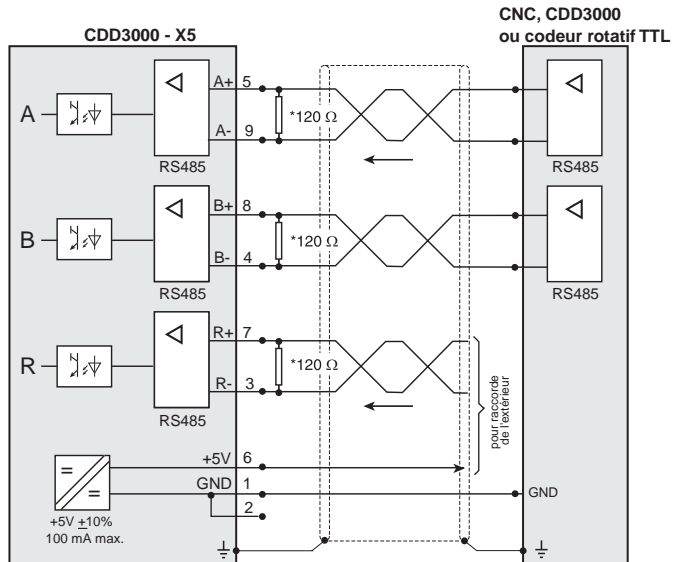 CDD3000 - X5
CNC, CDD3000
ou codeur rotatif TTL
A
A+ 5
*120 Ω
A- 9
RS485
RS485
B
B+ 8
*120 Ω
B- 4
RS485
RS485
R
R+ 7
*120 Ω
R- 3
RS485
pour raccorde
de l'extérieur
+5V 6
GND 1
GND
2
+5V ±10%
100 mA max.